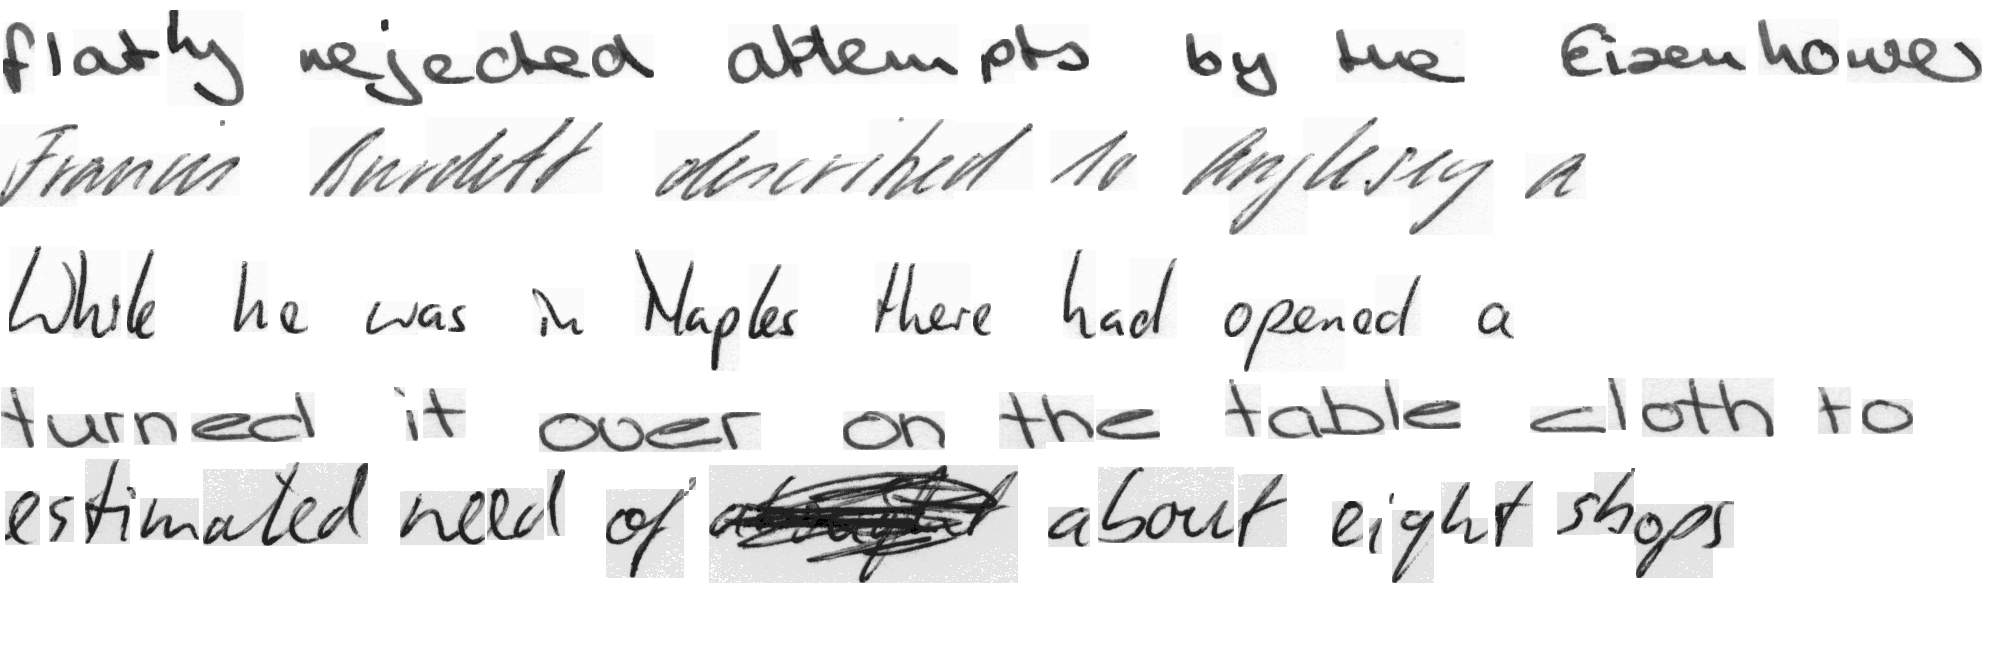 flatly rejected attempts by the Eisenhower
Francis Burdett described to Anglesey a
While he was in Naples there had opened a
turned it over on the table cloth to
estimated need of about eight shops